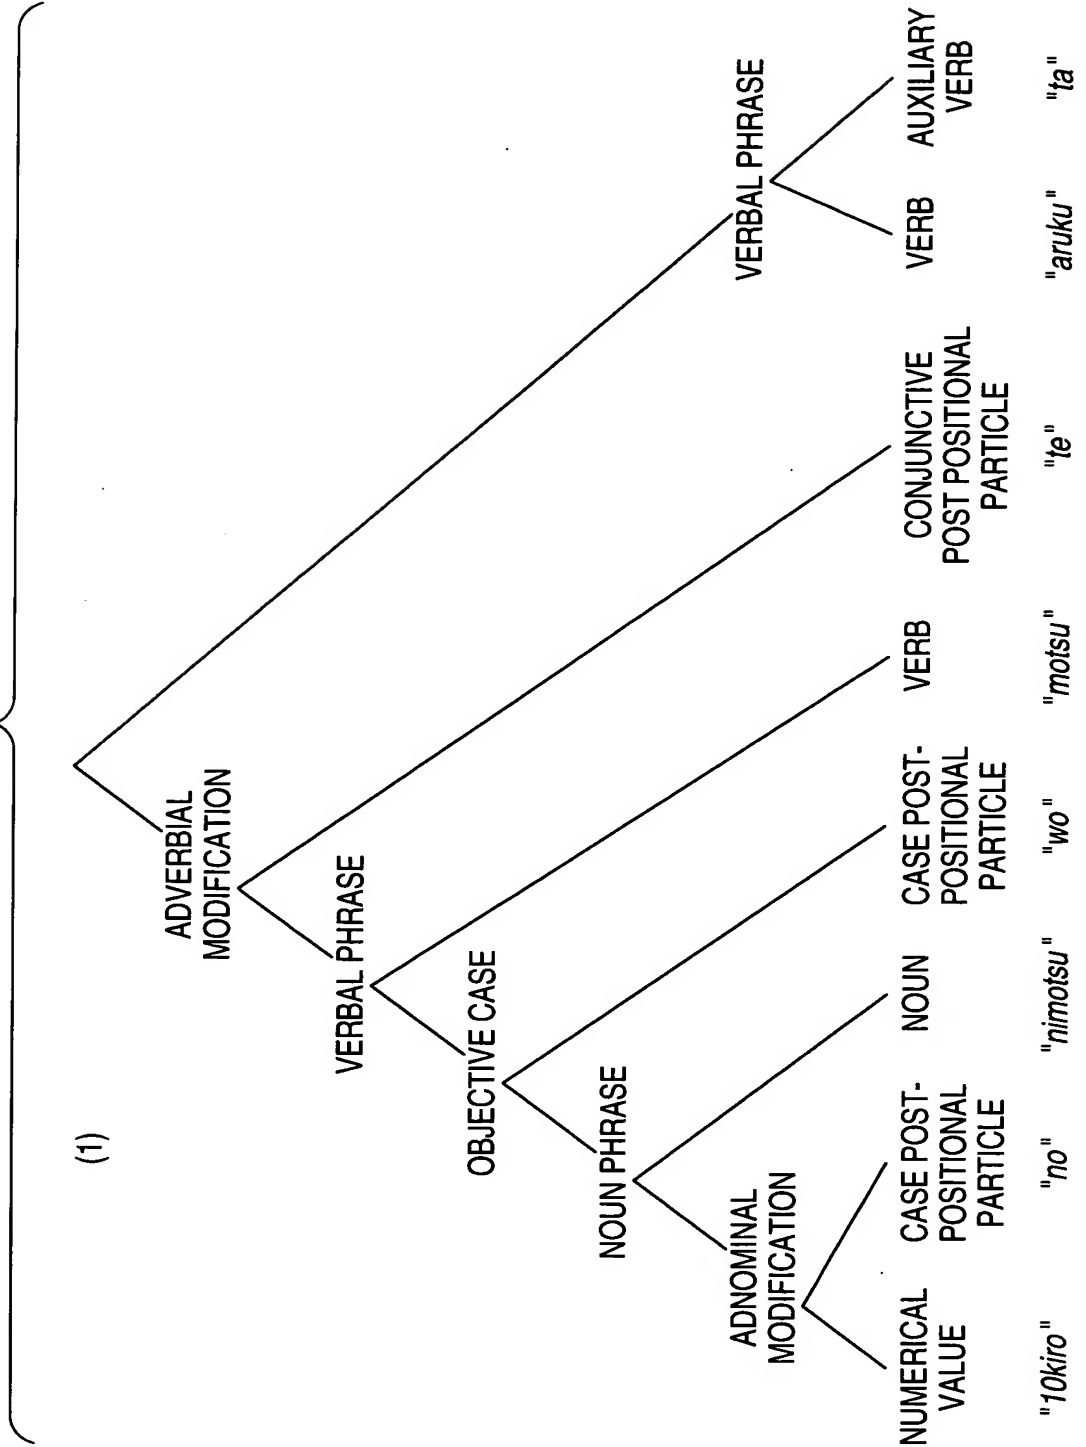 (1)
ADVERBIAL
MODIFICATION
VERBAL PHRASE
OBJECTIVE CASE
NOUN PHRASE
ADNOMINAL
MODIFICATION
VERBAL PHRASE
NUMERICAL
VALUE
CASE POST-
POSITIONAL
PARTICLE
NOUN
CASE POST-
POSITIONAL
PARTICLE
VERB
CONJUNCTIVE
POST POSITIONAL
PARTICLE
VERB
AUXILIARY
VERB
"10kiro"
"no"
"nimotsu"
"wo"
"motsu"
"te"
"aruku"
"ta"